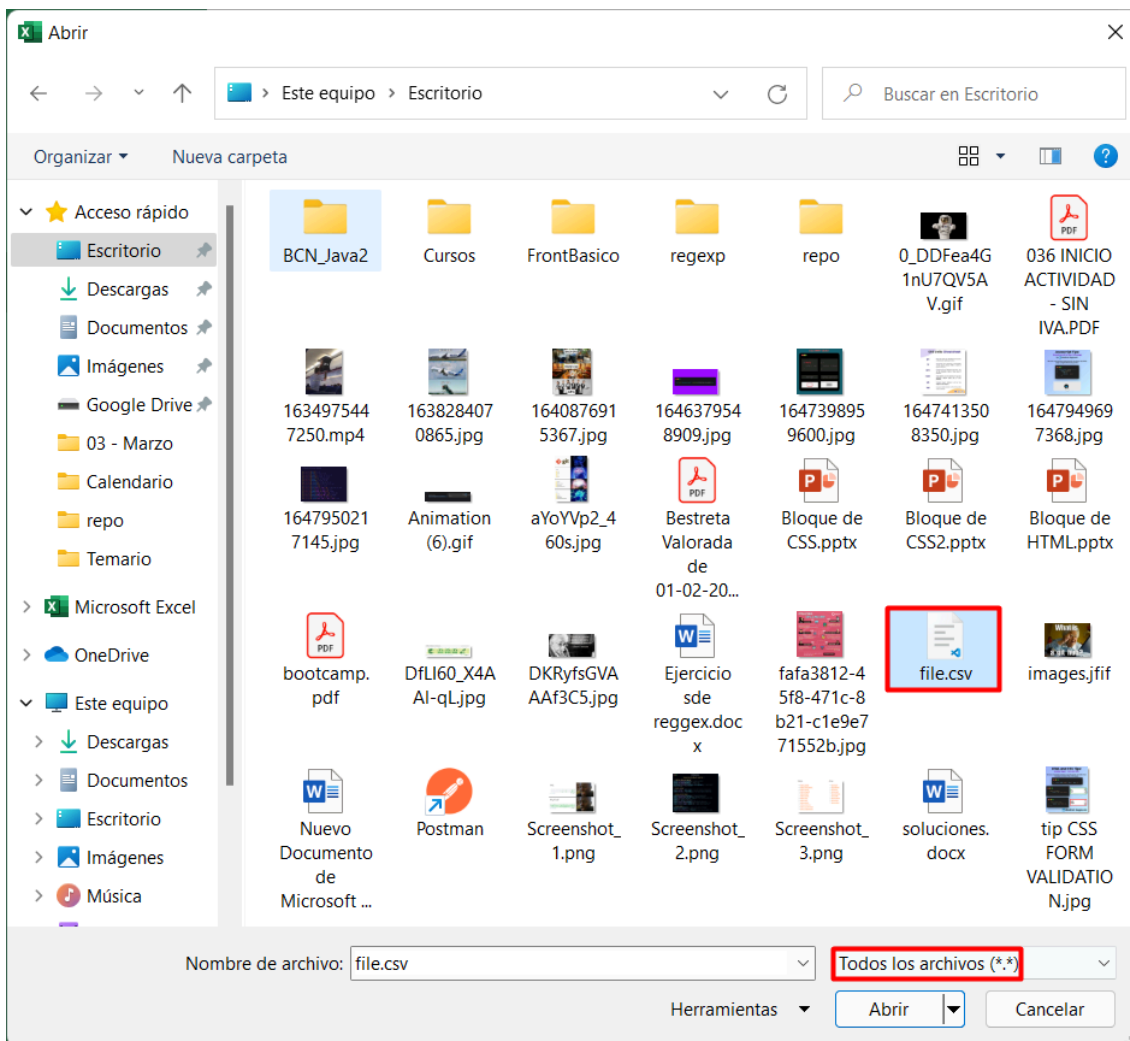 Abrir
Este equipo
Escritorio
Buscar en Escritorio
Organizar
Nueva carpeta
?
Acceso rápido
Escritorio
Descargas
Documentos
Imágenes
Google Drive
03 - Marzo
Calendario
repo
Temario
Microsoft Excel
OneDrive
Este equipo
Descargas
Documentos
Escritorio
Imágenes
Música
BCN_Java2
Cursos
FrontBasico
regexp
repo
0_DDFea4G
1nU7QV5A
V.gif
PDF
036 INICIO
ACTIVIDAD
- SIN
IVA.PDF
163497544
7250.mp4
163828407
0865.jpg
164087691
5367.jpg
164637954
8909.jpg
164739895
9600.jpg
164741350
8350.jpg
164794969
7368.jpg
164795021
7145.jpg
Animation
(6).gif
aYoYVp2_4
60s.jpg
PDF
Bestreta
Valorada
de
01-02-20...
Bloque de
CSS.pptx
Bloque de
CSS2.pptx
Bloque de
HTML.pptx
PDF
bootcamp.
pdf
DfLI60_X4A
AI-qL.jpg
DKRyfsGVA
AAf3C5.jpg
Ejercicio
sde
reggex.doc
x
fafa3812-4
5f8-471c-8
b21-c1e9e7
71552b.jpg
file.csv
images.jfif
Nuevo
Documento
de
Microsoft ...
Postman
Screenshot_
1.png
Screenshot_
2.png
Screenshot_
3.png
soluciones.
docx
tip CSS
FORM
VALIDATIO
N.jpg
Nombre de archivo:
file.csv
Todos los archivos (*.*)
Herramientas
Abrir
Cancelar